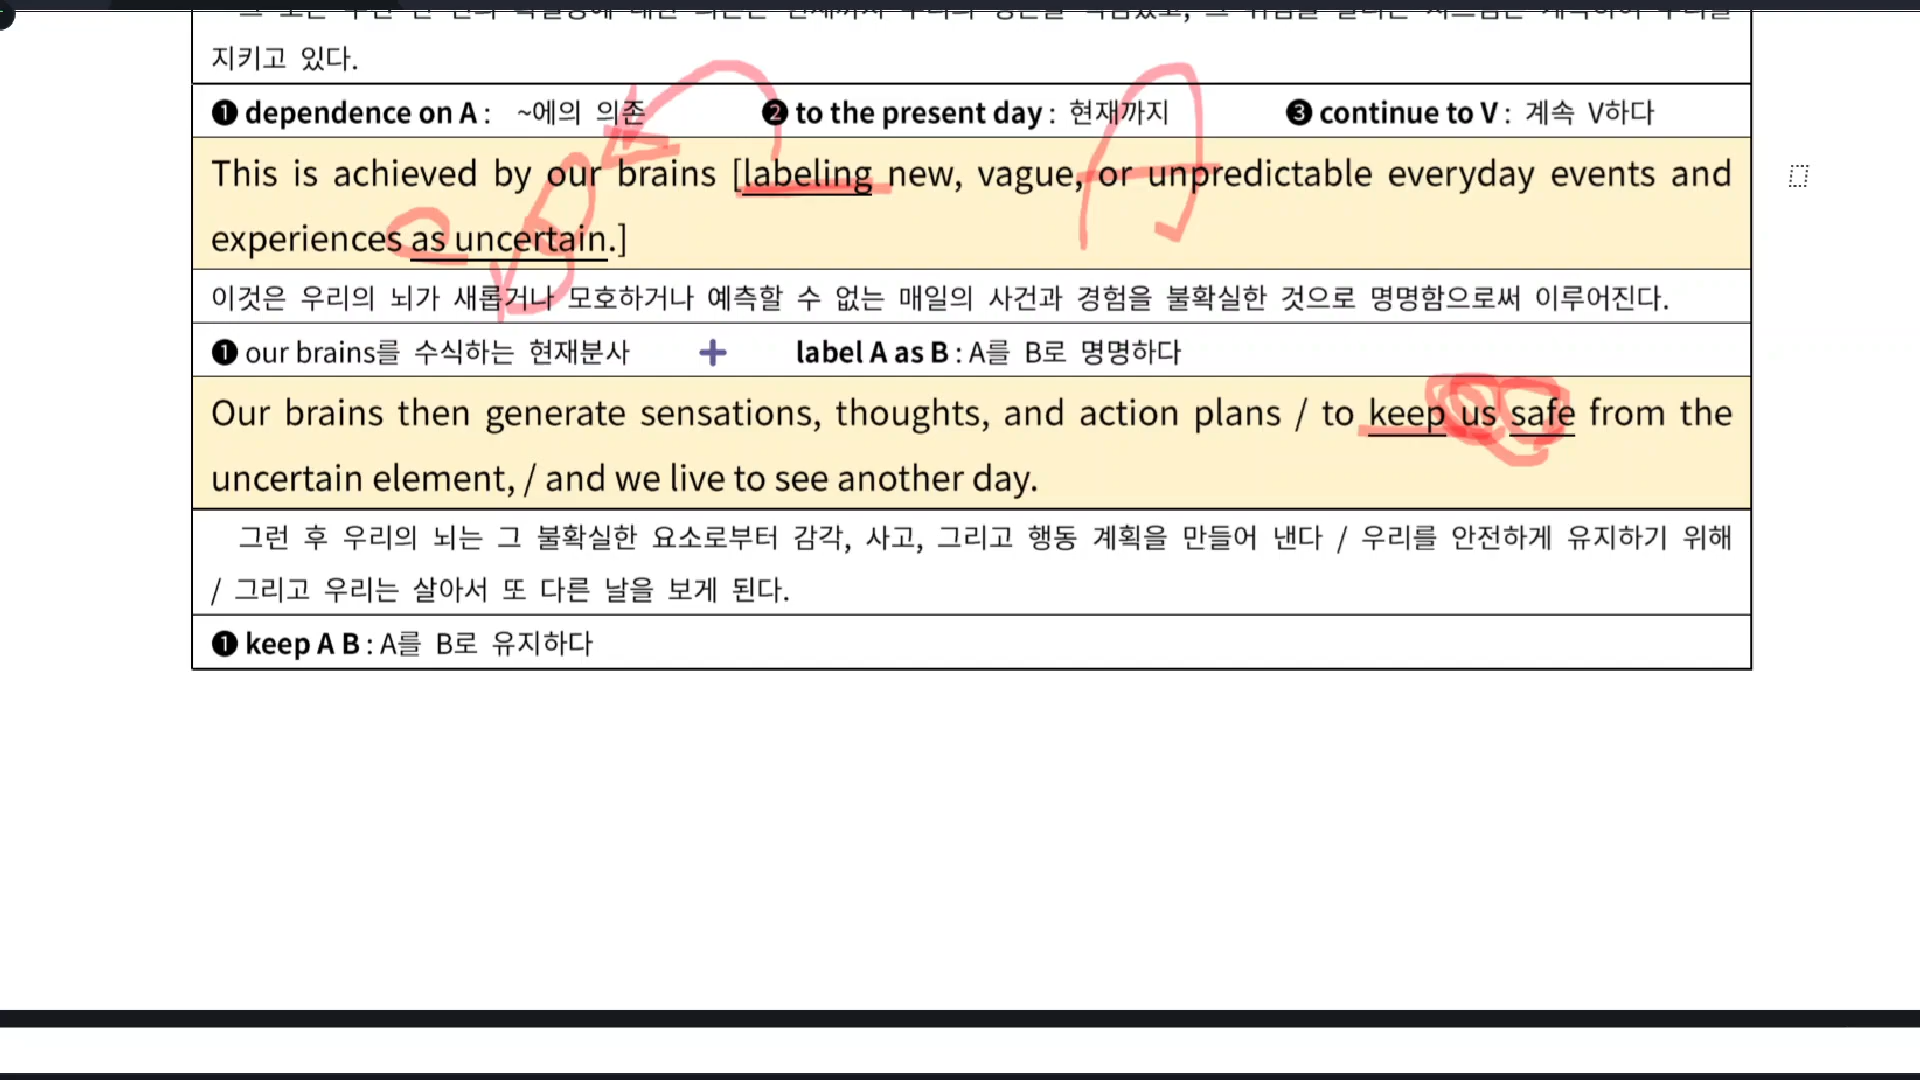 지키고 있다.
❶ dependence on A : ~에의 의존 ❷ to the present day : 현재까지 ❸ continue to V : 계속 V하다
This is achieved by our brains [labeling new, vague, or unpredictable everyday events and
experiences as uncertain.]
이것은 우리의 뇌가 새롭거나 모호하거나 예측할 수 없는 매일의 사건과 경험을 불확실한 것으로 명명함으로써 이루어진다.
❶ our brains를 수식하는 현재분사 + label A as B : A를 B로 명명하다
Our brains then generate sensations, thoughts, and action plans / to keep us safe from the
uncertain element, / and we live to see another day.
그런 후 우리의 뇌는 그 불확실한 요소로부터 감각, 사고, 그리고 행동 계획을 만들어 낸다 / 우리를 안전하게 유지하기 위해
/ 그리고 우리는 살아서 또 다른 날을 보게 된다.
❶ keep A B : A를 B로 유지하다